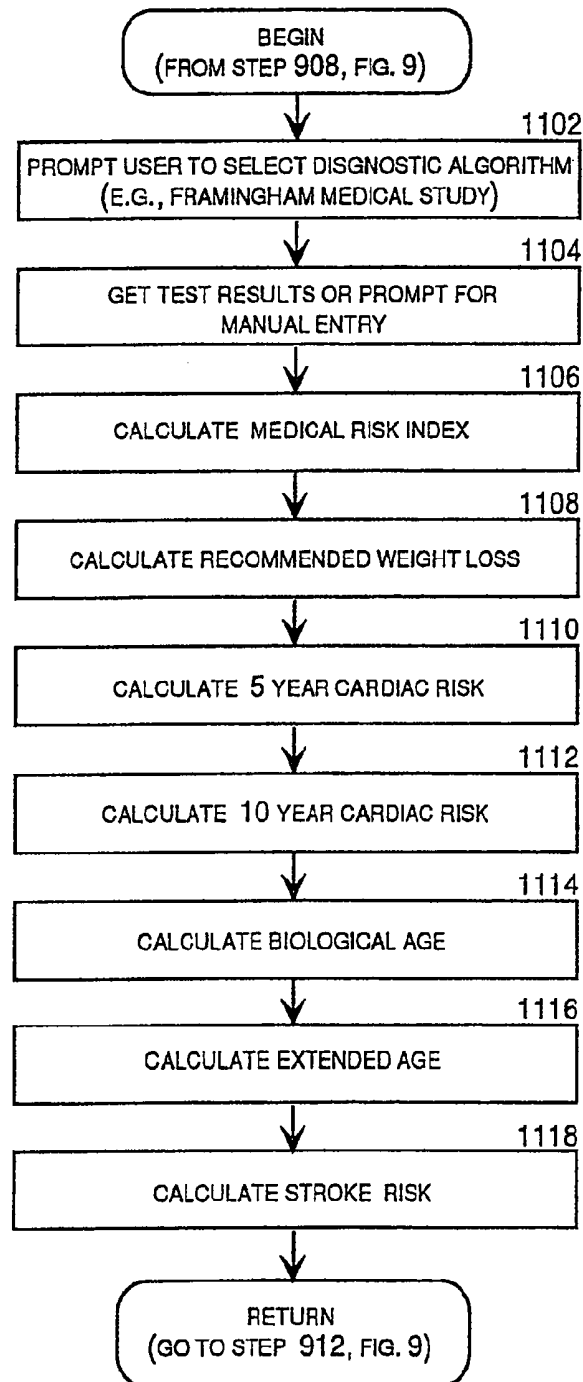 BEGIN
(FROM STEP 908, FIG. 9)
1102
PROMPT USER TO SELECT DISGNOSTIC ALGORITHM
(E.G., FRAMINGHAM MEDICAL STUDY)
1104
GET TEST RESULTS OR PROMPT FOR
MANUAL ENTRY
1106
CALCULATE MEDICAL RISK INDEX
1108
CALCULATE RECOMMENDED WEIGHT LOSS
1110
CALCULATE 5 YEAR CARDIAC RISK
1112
CALCULATE 10 YEAR CARDIAC RISK
1114
CALCULATE BIOLOGICAL AGE
1116
CALCULATE EXTENDED AGE
1118
CALCULATE STROKE RISK
RETURN
(GO TO STEP 912, FIG. 9)